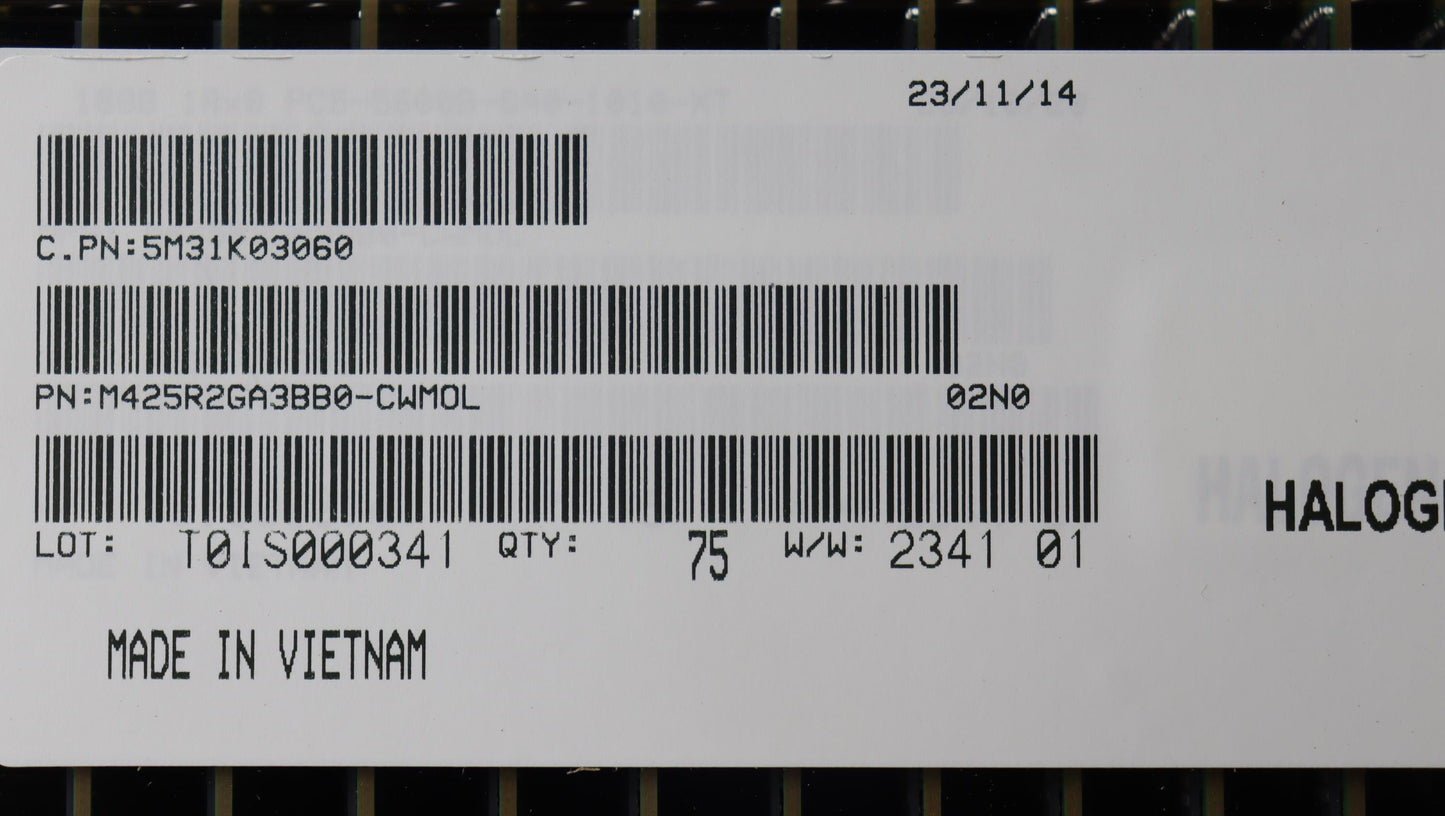 23/11/14
C.PN:5M31K03060
PN:M425R2GA3BB0-CWMOL 02N0
LOT: T0IS000341 QTY: 75 W/W: 2341 01
HALOG
MADE IN VIETNAM